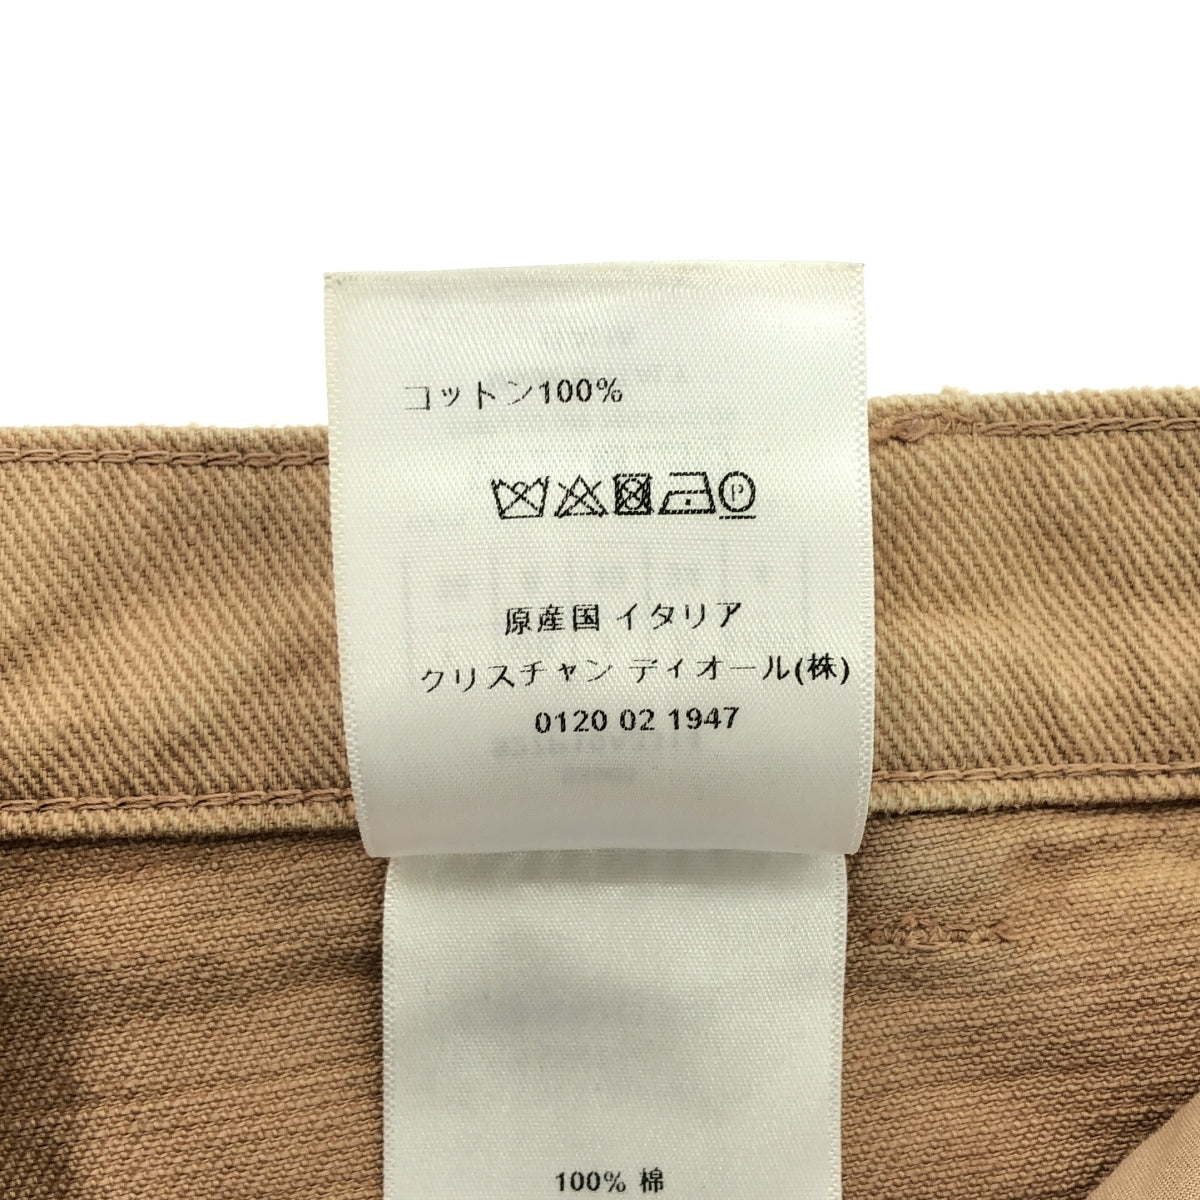 コットン100%
P
原産国 イタリア
クリスチャン ディオール(株)
0120 02 1947
100% 棉